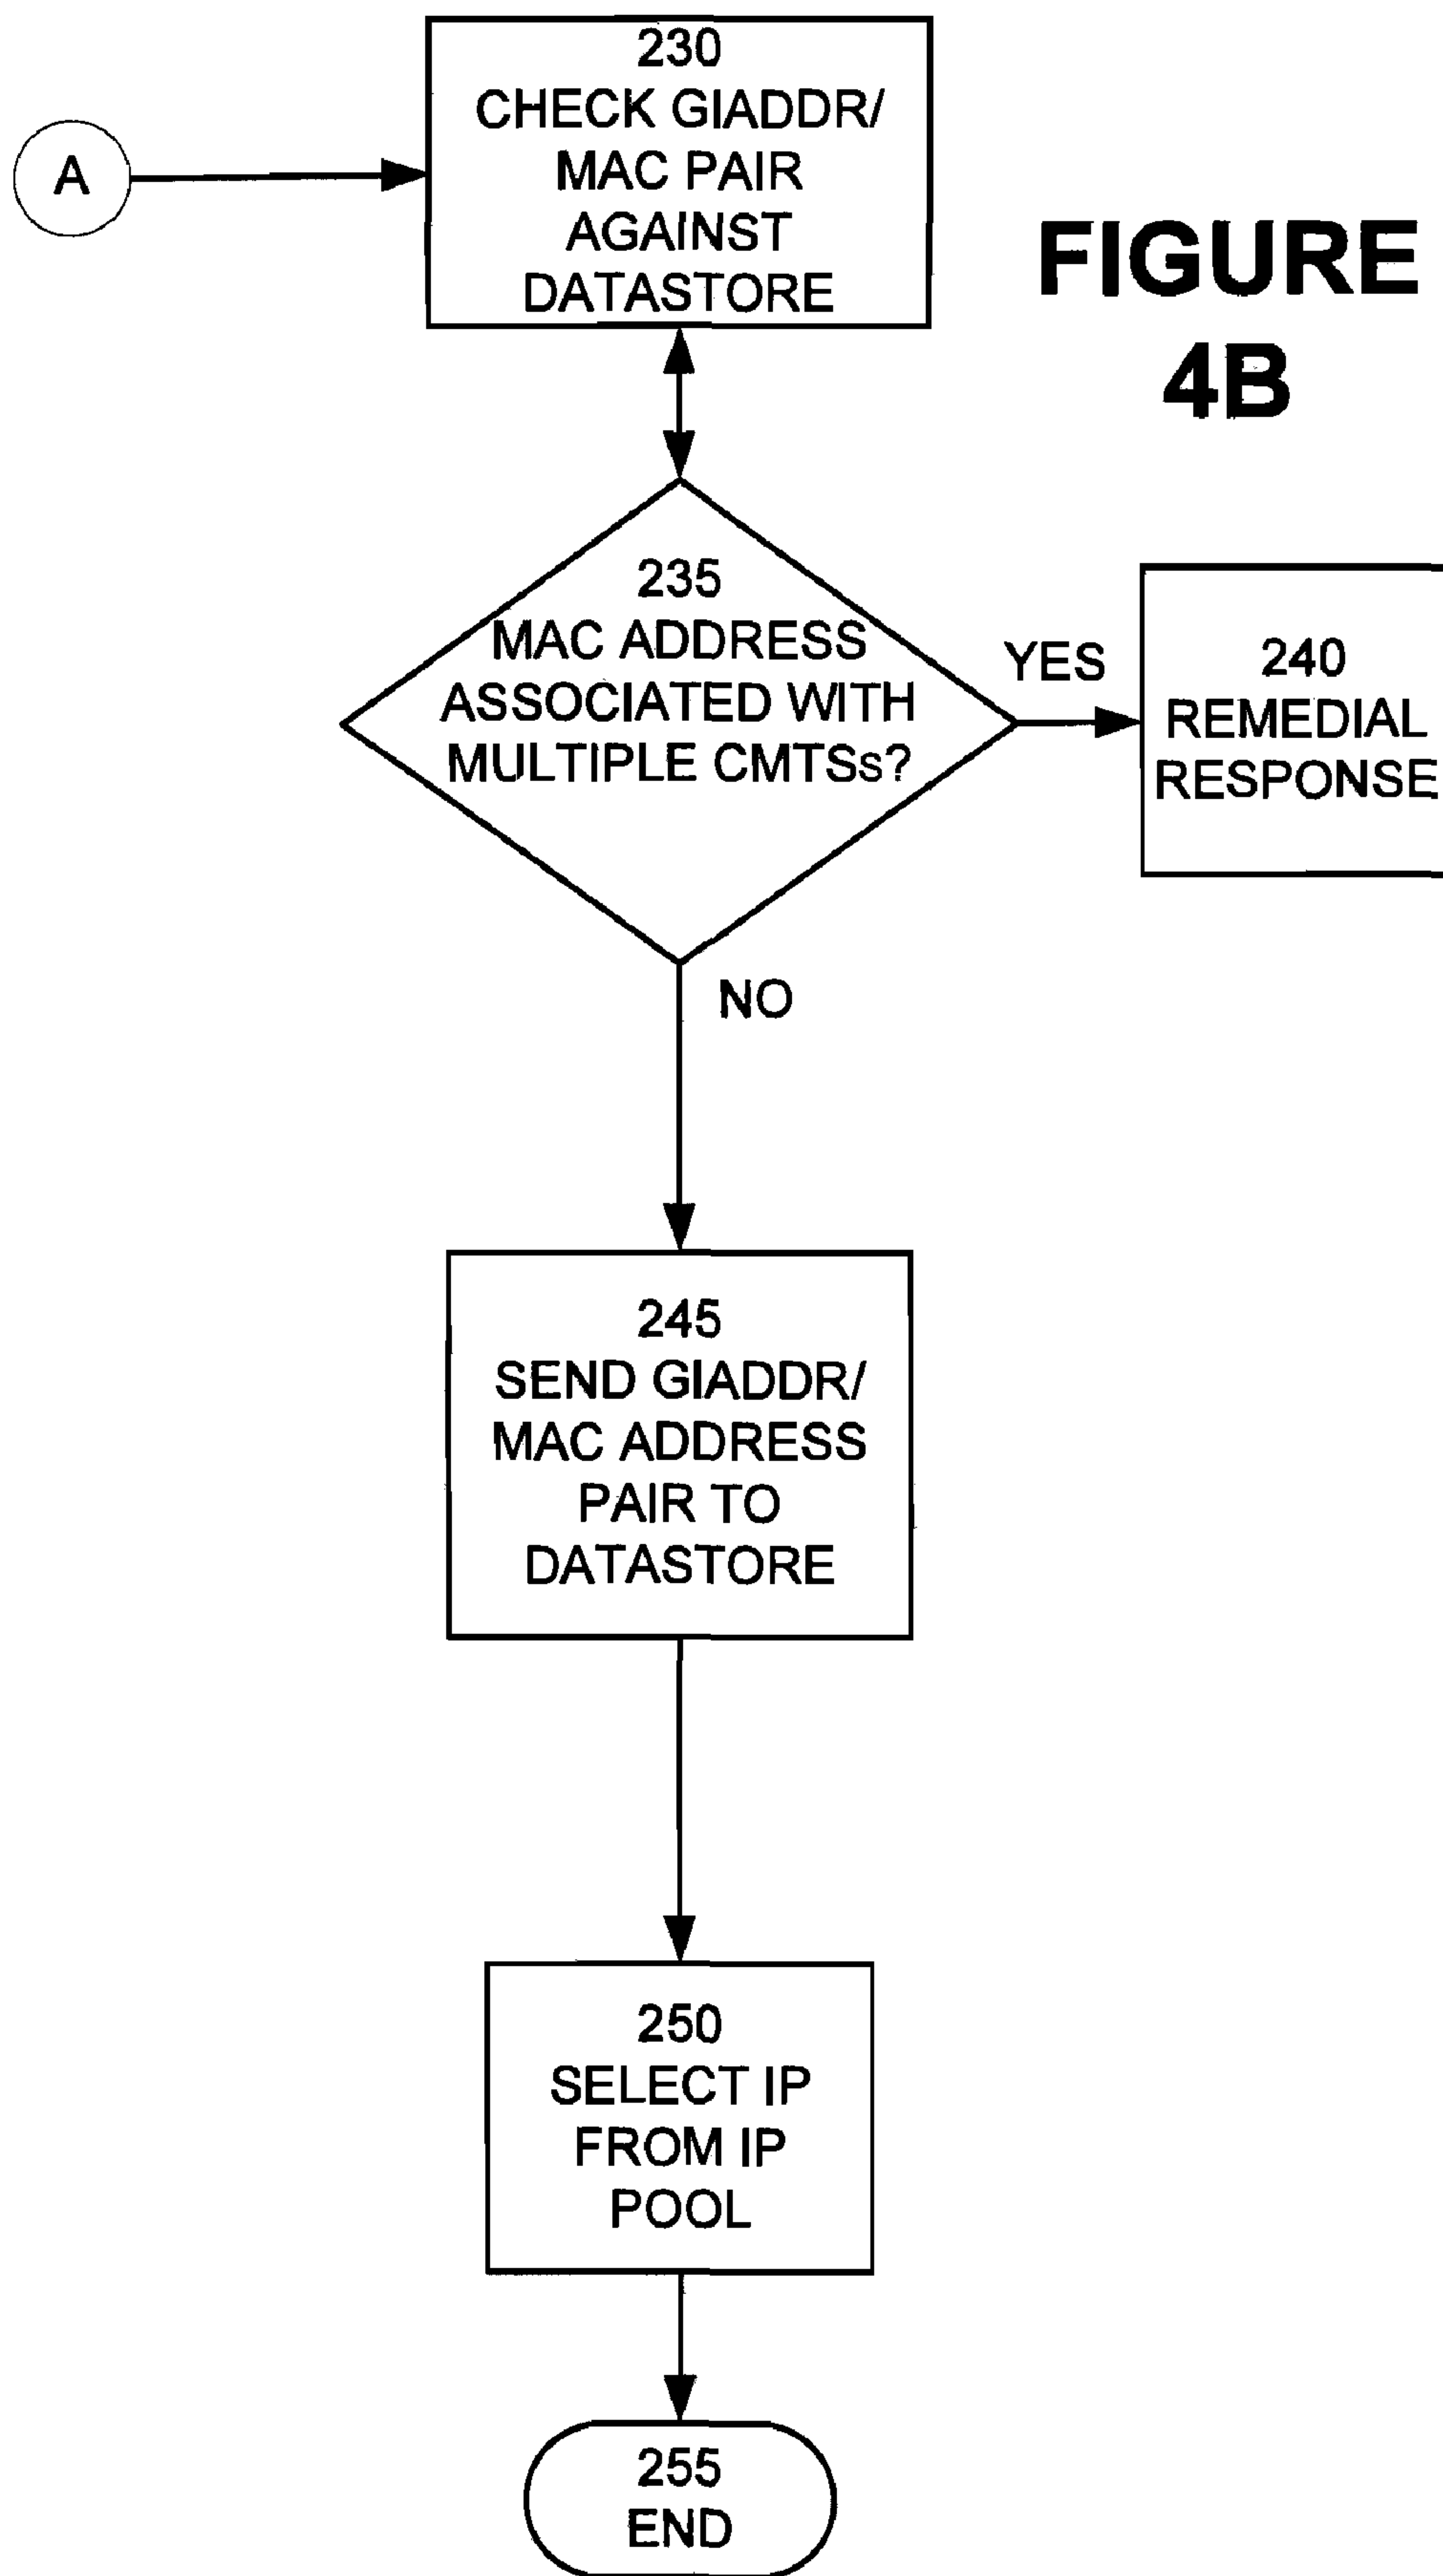 230
CHECK GIADDR/
MAC PAIR
AGAINST
DATASTORE
A
FIGURE
4B
235
MAC ADDRESS
ASSOCIATED WITH
MULTIPLE CMTSs?
YES
240
REMEDIAL
RESPONSE
NO
245
SEND GIADDR/
MAC ADDRESS
PAIR TO
DATASTORE
250
SELECT IP
FROM IP
POOL
255
END